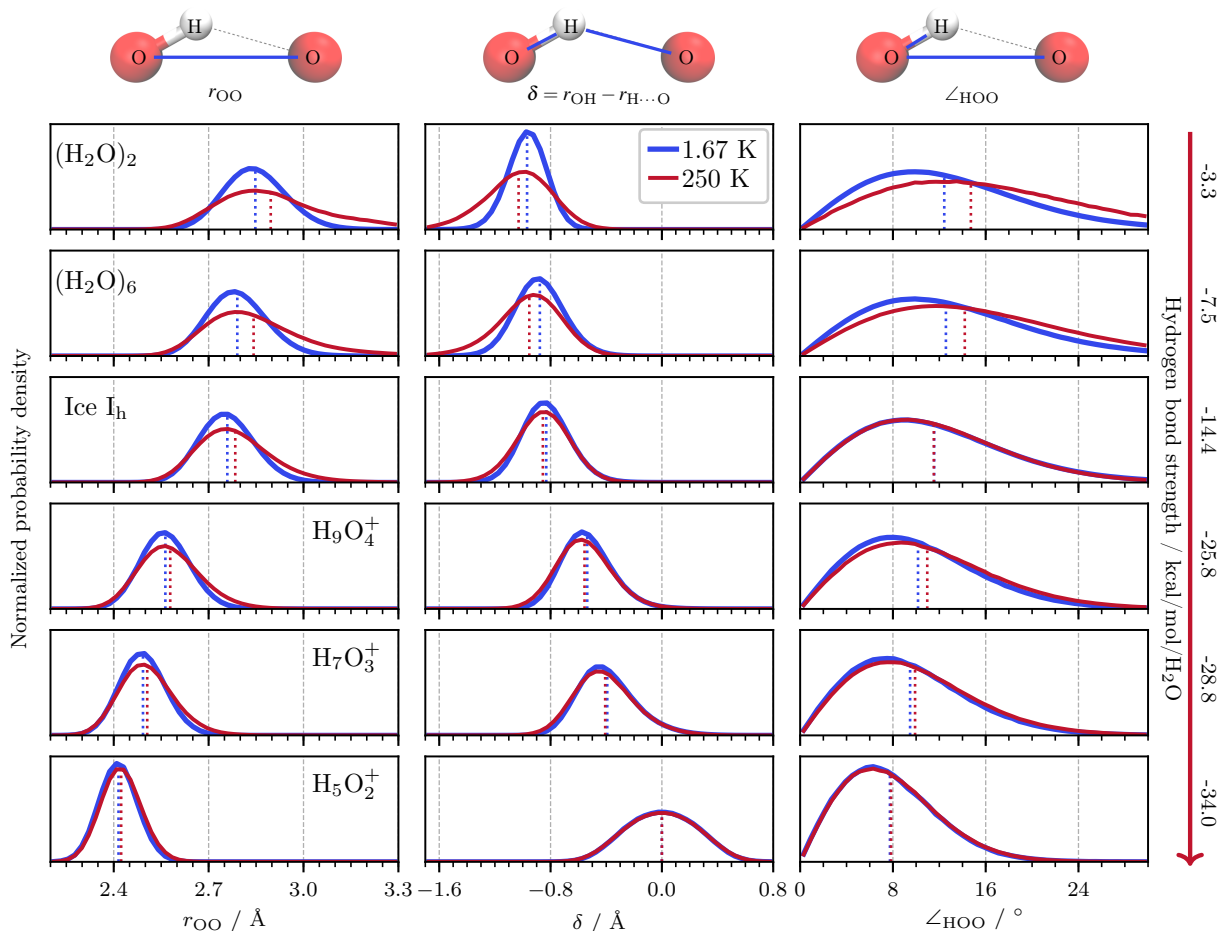 H
H
H
O O
O O
O O
r_OO
δ = r_OH − r_H⋯O
∠_HOO
(H₂O)₂
1.67 K
250 K
-3.3
(H₂O)₆
-7.5
Ice I_h
-14.4
H₉O₄⁺
-25.8
H₇O₃⁺
-28.8
H₅O₂⁺
-34.0
Normalized probability density
Hydrogen bond strength / kcal/mol/H₂O
2.4 2.7 3.0 3.3
−1.6 −0.8 0.0 0.8
0 8 16 24
r_OO / Å
δ / Å
∠_HOO / °